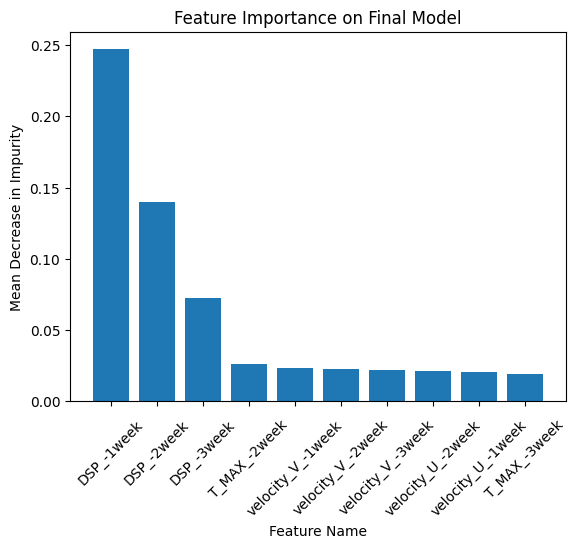 Feature Importance on Final Model
Mean Decrease in Impurity
0.25
0.20
0.15
0.10
0.05
0.00
DSP_-1week
DSP_-2week
DSP_-3week
T_MAX_-2week
velocity_V_-1week
velocity_V_-2week
velocity_V_-3week
velocity_U_-2week
velocity_U_-1week
T_MAX_-3week
Feature Name